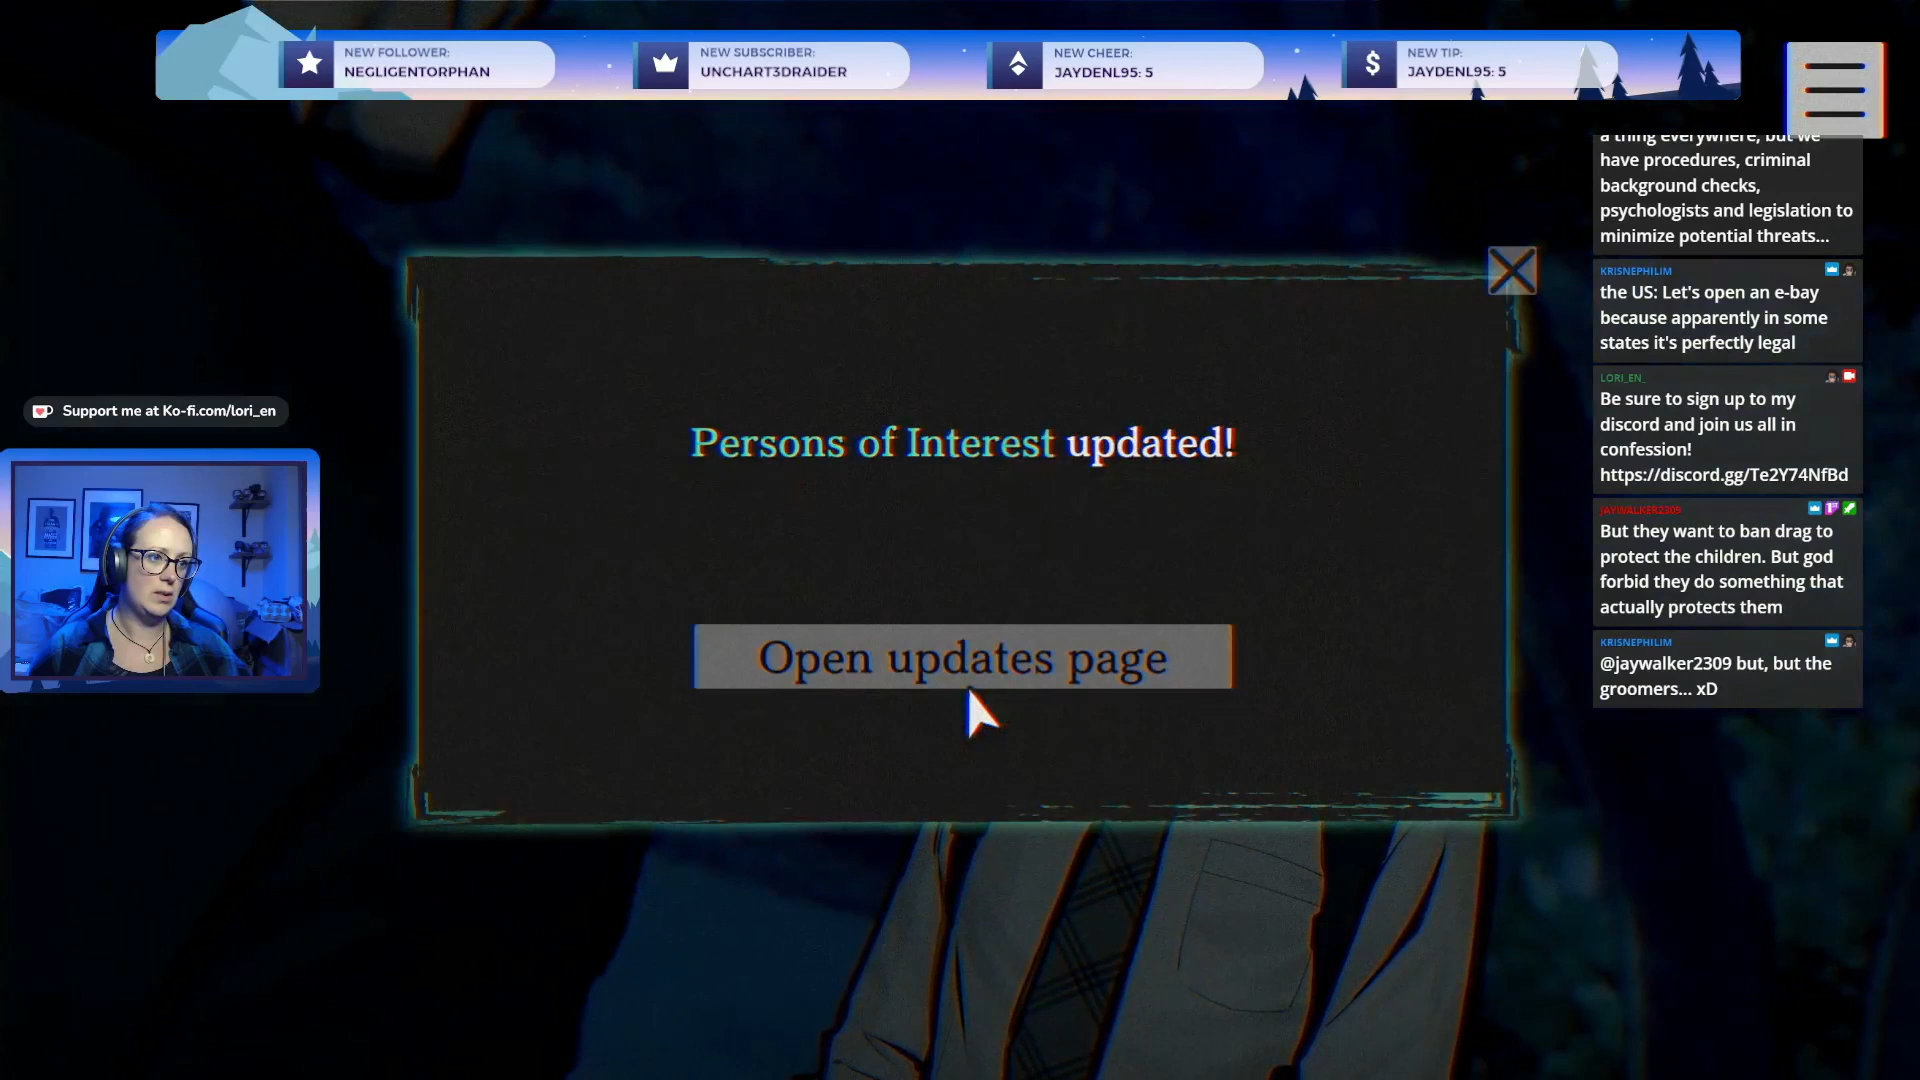 NEW FOLLOWER:
NEGLIGENTORPHAN
NEW SUBSCRIBER:
UNCHART3DRAIDER
NEW CHEER:
JAYDENL95: 5
NEW TIP:
JAYDENL95: 5
a thing everywhere, but we
have procedures, criminal
background checks,
psychologists and legislation to
minimize potential threats...
KRISNEPHILIM
the US: Let's open an e-bay
because apparently in some
states it's perfectly legal
LORI_EN_
Be sure to sign up to my
discord and join us all in
confession!
https://discord.gg/Te2Y74NfBd
JAYWALKER2309
But they want to ban drag to
protect the children. But god
forbid they do something that
actually protects them
KRISNEPHILIM
@jaywalker2309 but, but the
groomers... xD
Support me at Ko-fi.com/lori_en
Persons of Interest updated!
Open updates page